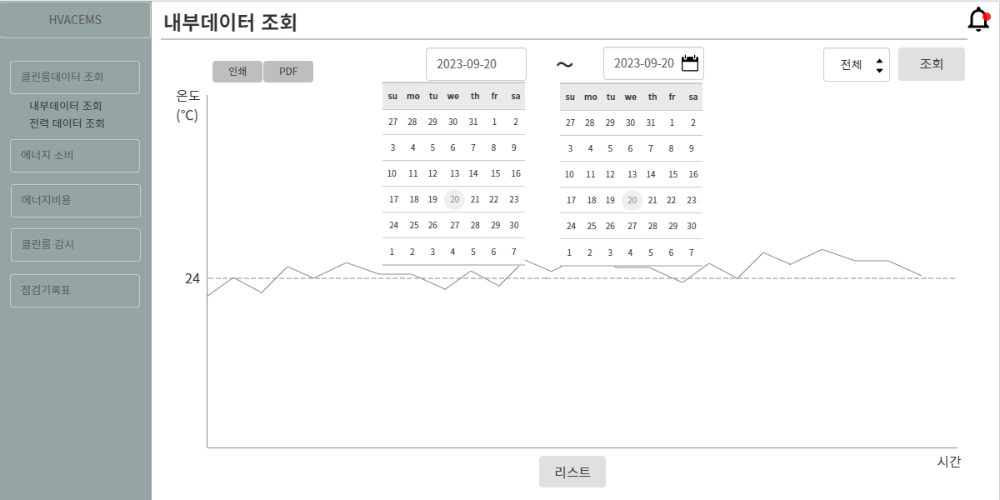 HVACEMS
클린룸데이터 조회
내부데이터 조회
전력 데이터 조회
에너지 소비
에너지비용
클린룸 감시
점검기록표
내부데이터 조회
인쇄 PDF
2023-09-20 ～ 2023-09-20
전체 조회
온도
(℃)
su mo tu we th fr sa
27 28 29 30 31 1 2
3 4 5 6 7 8 9
10 11 12 13 14 15 16
17 18 19 20 21 22 23
24 25 26 27 28 29 30
1 2 3 4 5 6 7
su mo tu we th fr sa
27 28 29 30 31 1 2
3 4 5 6 7 8 9
10 11 12 13 14 15 16
17 18 19 20 21 22 23
24 25 26 27 28 29 30
1 2 3 4 5 6 7
24
시간
리스트